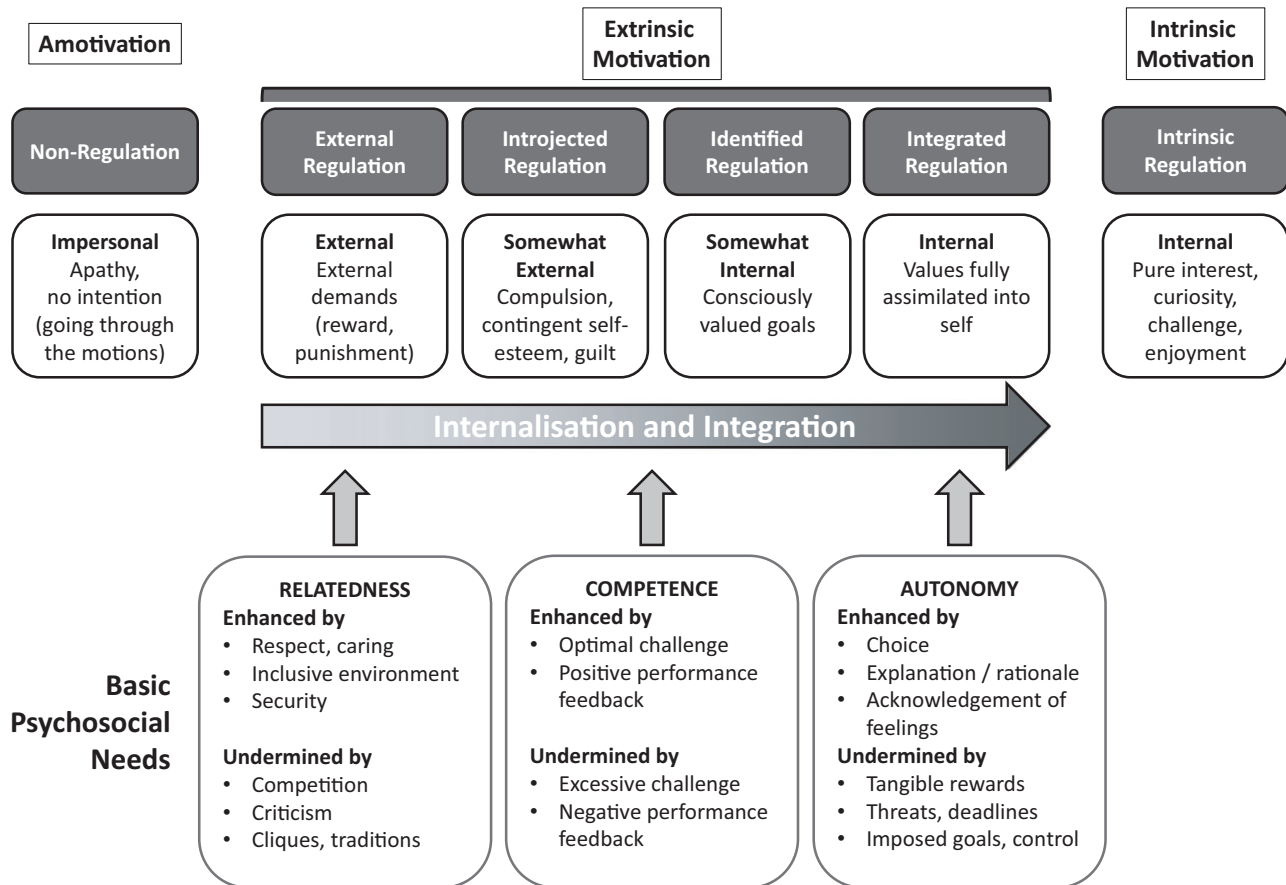 Amotivation
Extrinsic
Motivation
Intrinsic
Motivation
Non-Regulation
External
Regulation
Introjected
Regulation
Identified
Regulation
Integrated
Regulation
Intrinsic
Regulation
Impersonal
Apathy,
no intention
(going through
the motions)
External
External
demands
(reward,
punishment)
Somewhat
External
Compulsion,
contingent self-
esteem, guilt
Somewhat
Internal
Consciously
valued goals
Internal
Values fully
assimilated into
self
Internal
Pure interest,
curiosity,
challenge,
enjoyment
Internalisation and Integration
Basic
Psychosocial
Needs
RELATEDNESS
Enhanced by
• Respect, caring
• Inclusive environment
• Security
Undermined by
• Competition
• Criticism
• Cliques, traditions
COMPETENCE
Enhanced by
• Optimal challenge
• Positive performance
feedback
Undermined by
• Excessive challenge
• Negative performance
feedback
AUTONOMY
Enhanced by
• Choice
• Explanation / rationale
• Acknowledgement of
feelings
Undermined by
• Tangible rewards
• Threats, deadlines
• Imposed goals, control